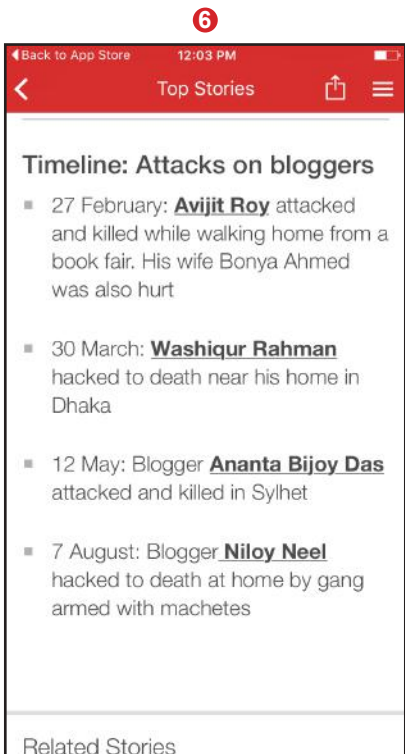 6
Back to App Store 12:03 PM
Top Stories
Timeline: Attacks on bloggers
27 February: Avijit Roy attacked
and killed while walking home from a
book fair. His wife Bonya Ahmed
was also hurt
30 March: Washiqur Rahman
hacked to death near his home in
Dhaka
12 May: Blogger Ananta Bijoy Das
attacked and killed in Sylhet
7 August: Blogger Niloy Neel
hacked to death at home by gang
armed with machetes
Related Stories